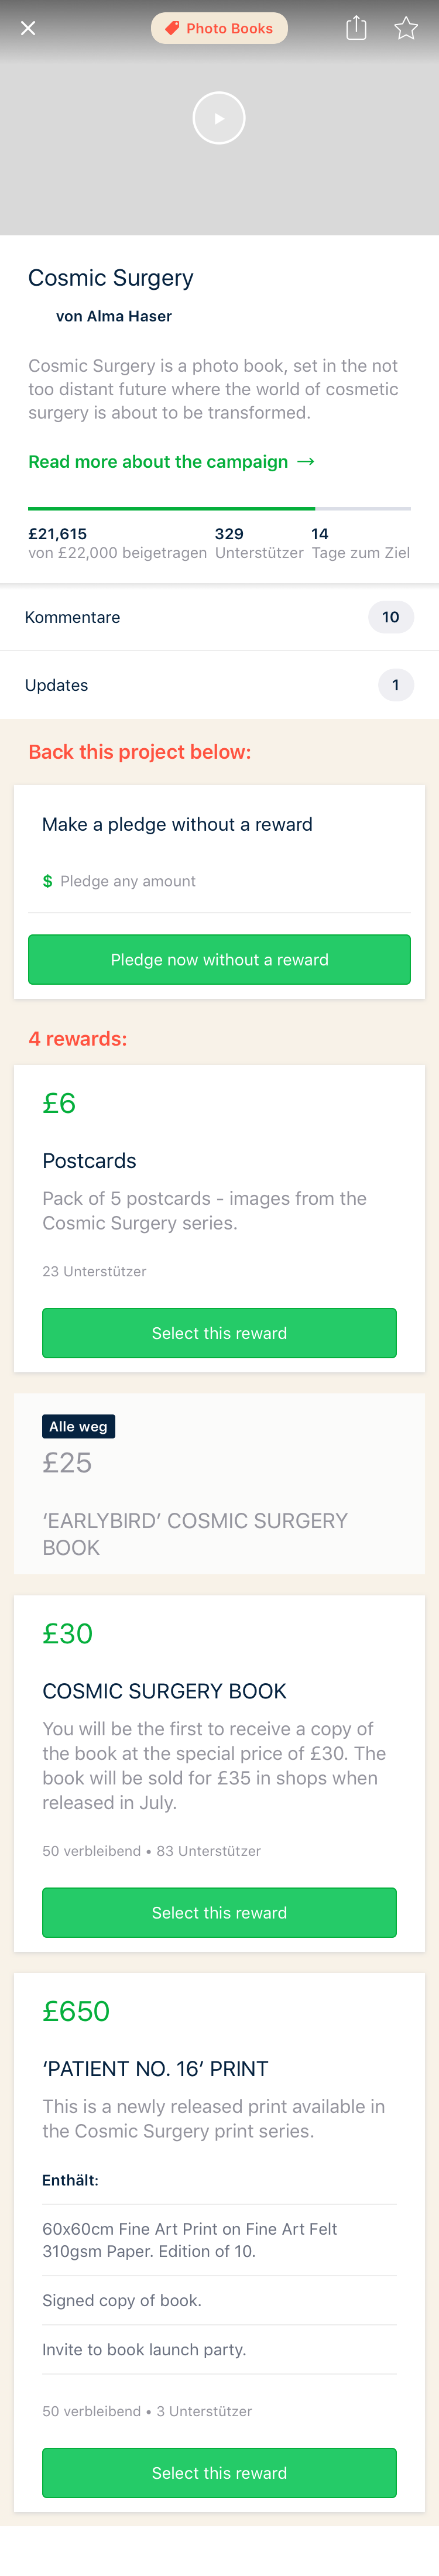 Photo Books
Cosmic Surgery
von Alma Haser
Cosmic Surgery is a photo book, set in the not
too distant future where the world of cosmetic
surgery is about to be transformed.
Read more about the campaign →
£21,615
von £22,000 beigetragen
329
Unterstützer
14
Tage zum Ziel
Kommentare
10
Updates
1
Back this project below:
Make a pledge without a reward
$ Pledge any amount
Pledge now without a reward
4 rewards:
£6
Postcards
Pack of 5 postcards - images from the
Cosmic Surgery series.
23 Unterstützer
Select this reward
Alle weg
£25
‘EARLYBIRD’ COSMIC SURGERY
BOOK
£30
COSMIC SURGERY BOOK
You will be the first to receive a copy of
the book at the special price of £30. The
book will be sold for £35 in shops when
released in July.
50 verbleibend • 83 Unterstützer
Select this reward
£650
‘PATIENT NO. 16’ PRINT
This is a newly released print available in
the Cosmic Surgery print series.
Enthält:
60x60cm Fine Art Print on Fine Art Felt
310gsm Paper. Edition of 10.
Signed copy of book.
Invite to book launch party.
50 verbleibend • 3 Unterstützer
Select this reward